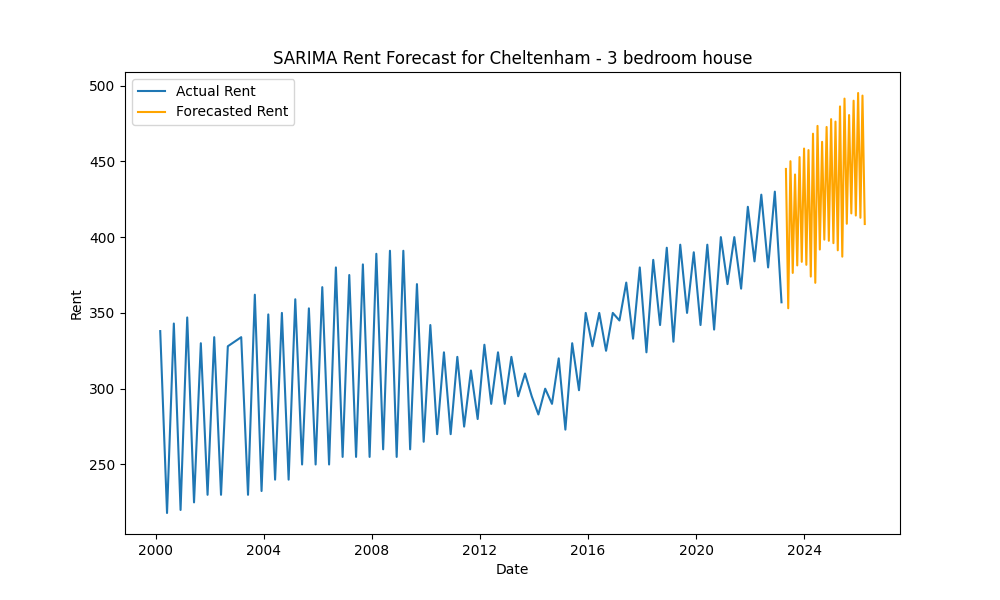 SARIMA Rent Forecast for Cheltenham - 3 bedroom house
Actual Rent
Forecasted Rent
500
450
400
350
300
250
Rent
2000
2004
2008
2012
2016
2020
2024
Date